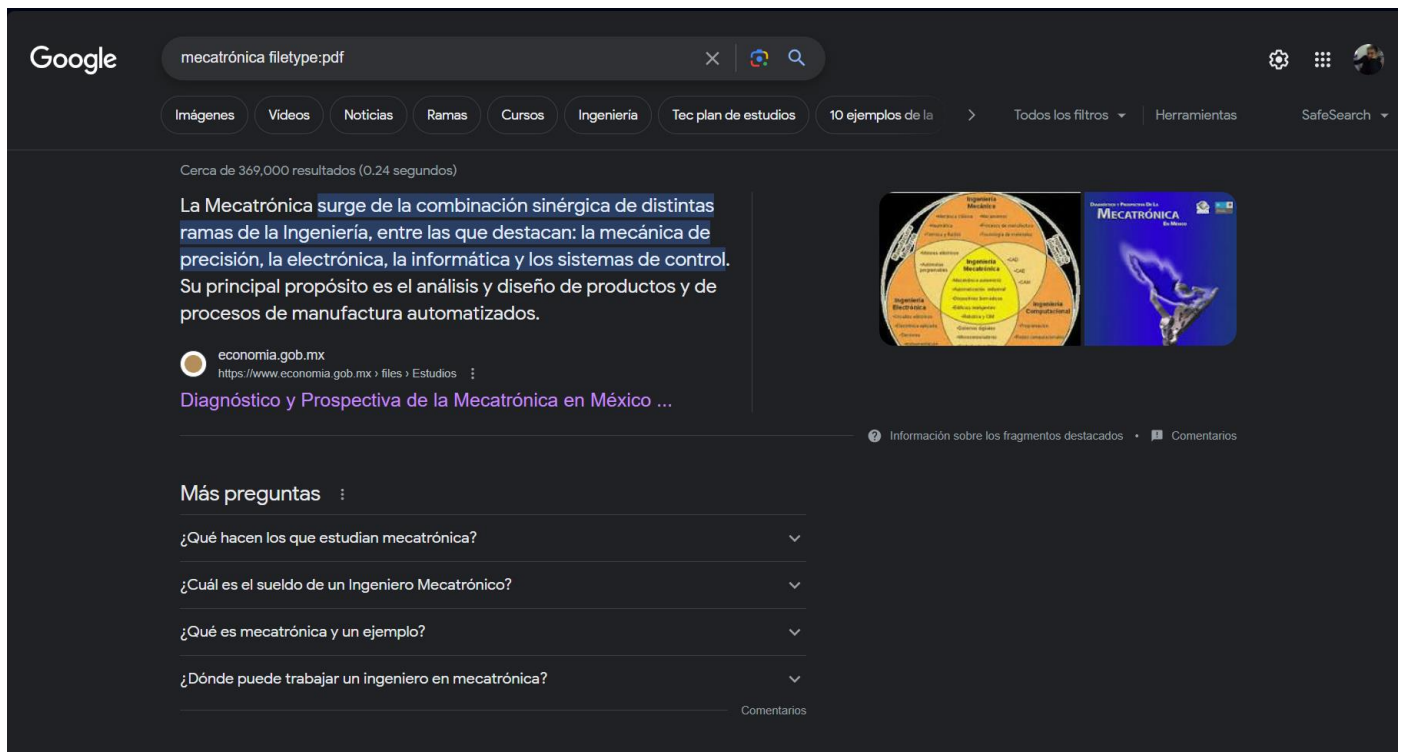 Google
mecatrónica filetype:pdf
Imágenes Videos Noticias Ramas Cursos Ingeniería Tec plan de estudios 10 ejemplos de la Todos los filtros Herramientas SafeSearch
Cerca de 369,000 resultados (0.24 segundos)
La Mecatrónica surge de la combinación sinérgica de distintas
ramas de la Ingeniería, entre las que destacan: la mecánica de
precisión, la electrónica, la informática y los sistemas de control.
Su principal propósito es el análisis y diseño de productos y de
procesos de manufactura automatizados.
economia.gob.mx
https://www.economia.gob.mx › files › Estudios
Diagnóstico y Prospectiva de la Mecatrónica en México ...
Ingeniería
Mecánica
Ingeniería
Mecatrónica
Ingeniería
Electrónica
Ingeniería
Computacional
MECATRÓNICA
En México
Información sobre los fragmentos destacados • Comentarios
Más preguntas
¿Qué hacen los que estudian mecatrónica?
¿Cuál es el sueldo de un Ingeniero Mecatrónico?
¿Qué es mecatrónica y un ejemplo?
¿Dónde puede trabajar un ingeniero en mecatrónica?
Comentarios